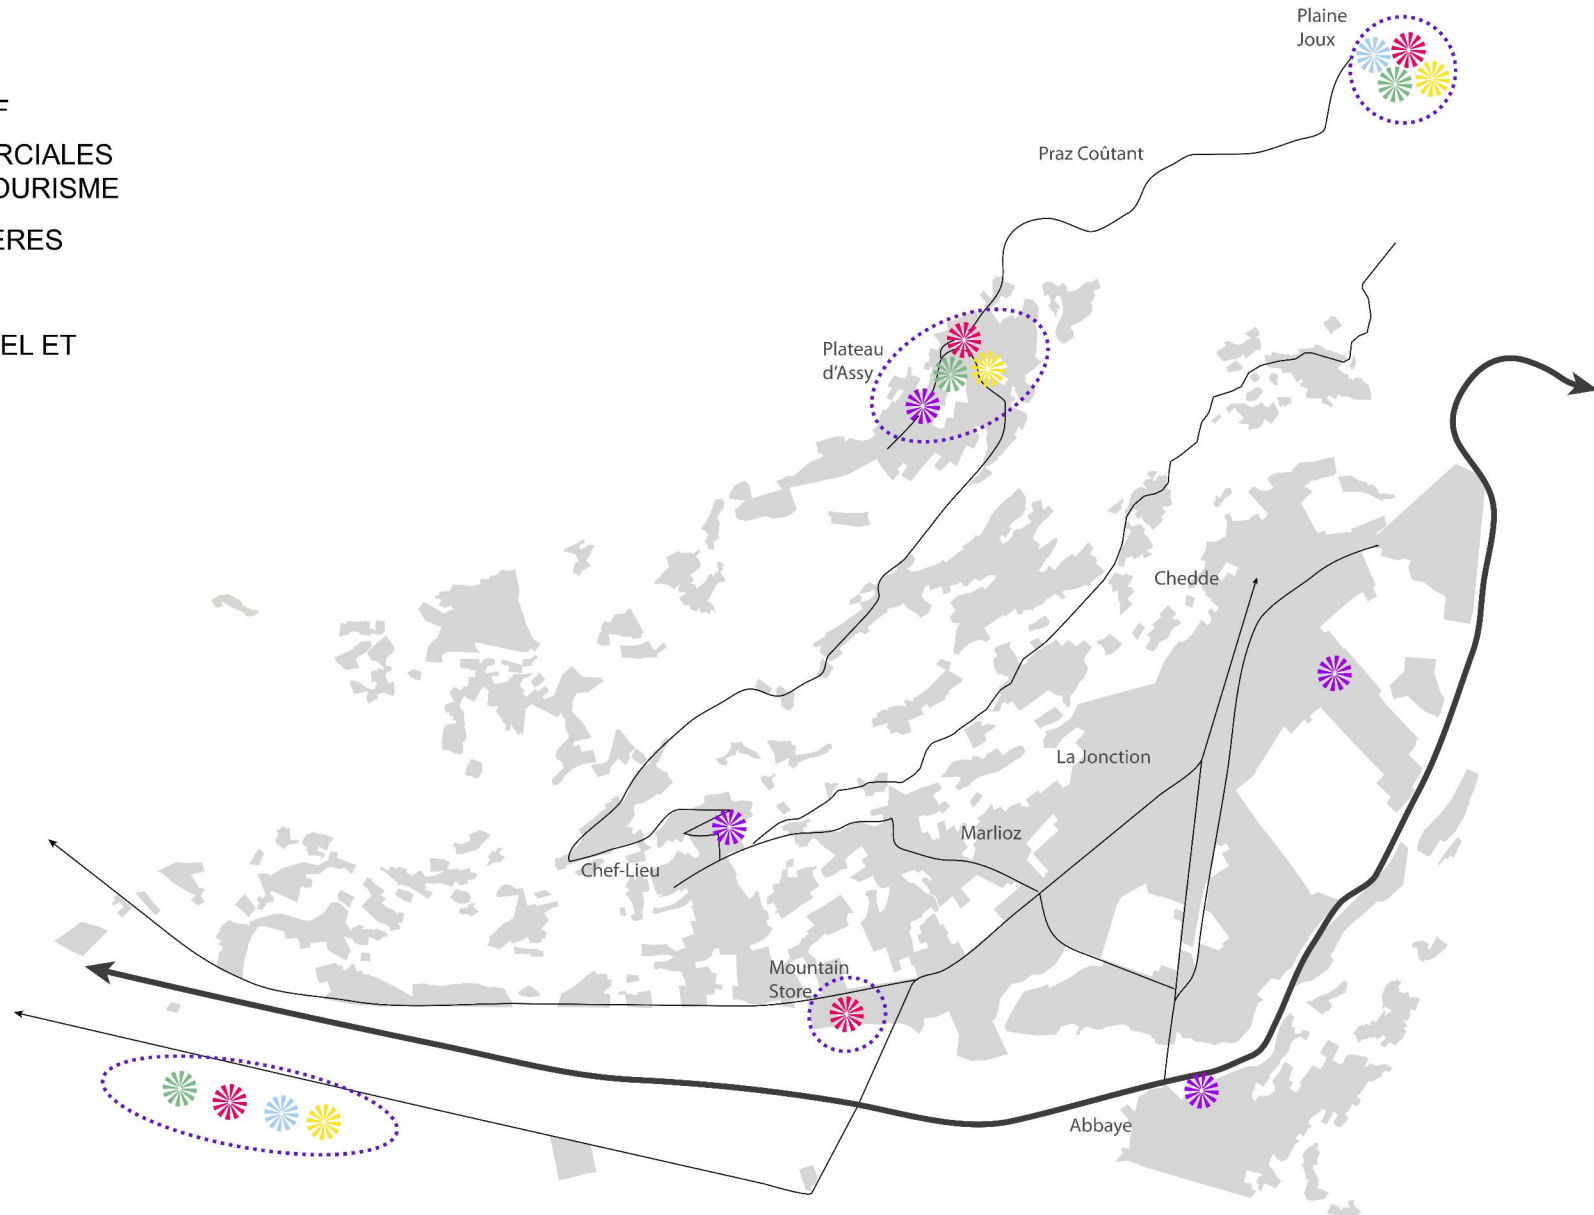 F
RCIALES
OURISME
ÈRES
EL ET
Plaine
Joux
Praz Coûtant
Plateau
d'Assy
Chedde
La Jonction
Marlioz
Chef-Lieu
Mountain
Store
Abbaye